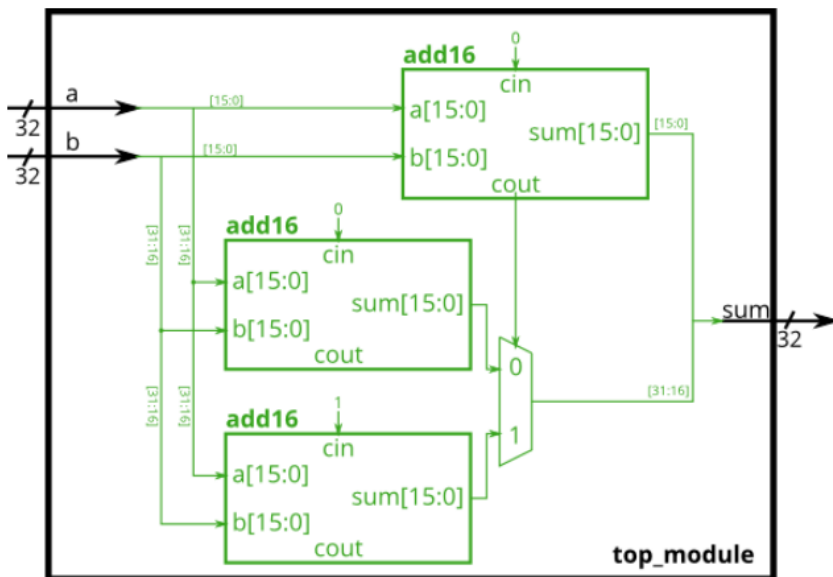 0
add16
cin
a
[15:0]
a[15:0]
32
sum[15:0]
[15:0]
b
[15:0]
b[15:0]
32
cout
0
add16
[31:16]
[31:16]
cin
a[15:0]
sum[15:0]
b[15:0]
sum
32
cout
0
[31:16]
[31:16]
[31:16]
1
add16
1
cin
a[15:0]
sum[15:0]
b[15:0]
cout
top_module